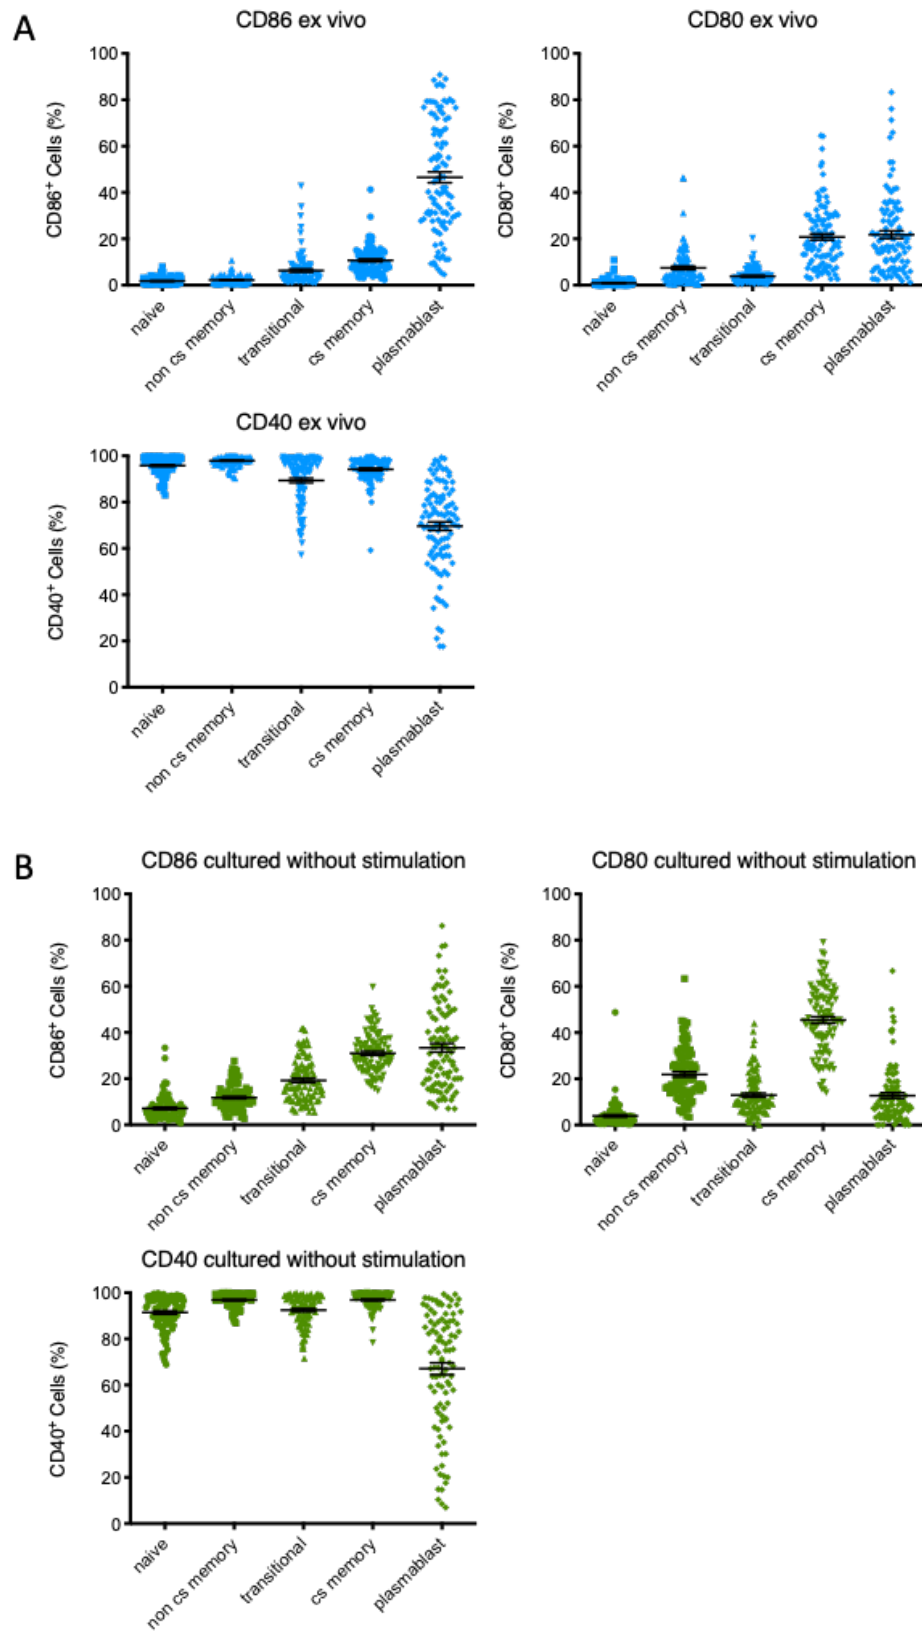 A
CD86 ex vivo
CD86⁺ Cells (%)
100
80
60
40
20
0
naive
non cs memory
transitional
cs memory
plasmablast
CD80 ex vivo
CD80⁺ Cells (%)
100
80
60
40
20
0
naive
non cs memory
transitional
cs memory
plasmablast
CD40 ex vivo
CD40⁺ Cells (%)
100
80
60
40
20
0
naive
non cs memory
transitional
cs memory
plasmablast
B
CD86 cultured without stimulation
CD86⁺ Cells (%)
100
80
60
40
20
0
naive
non cs memory
transitional
cs memory
plasmablast
CD80 cultured without stimulation
CD80⁺ Cells (%)
100
80
60
40
20
0
naive
non cs memory
transitional
cs memory
plasmablast
CD40 cultured without stimulation
CD40⁺ Cells (%)
100
80
60
40
20
0
naive
non cs memory
transitional
cs memory
plasmablast